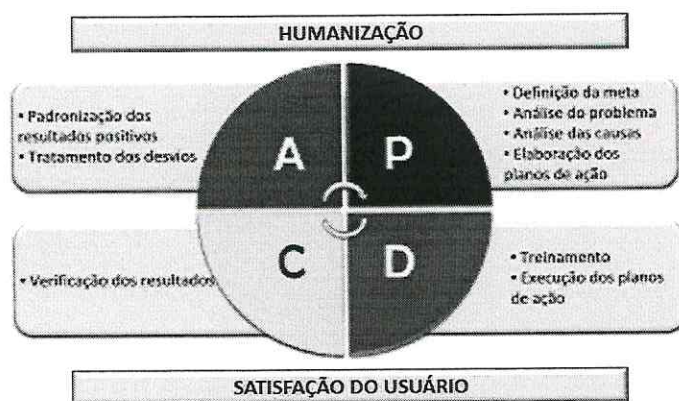 HUMANIZAÇÃO
• Padronização dos
resultados positivos
• Tratamento dos desvios
A
P
• Definição da meta
• Análise do problema
• Análise das causas
• Elaboração dos
planos de ação
• Verificação dos resultados
C
D
• Treinamento
• Execução dos planos
de ação
SATISFAÇÃO DO USUÁRIO